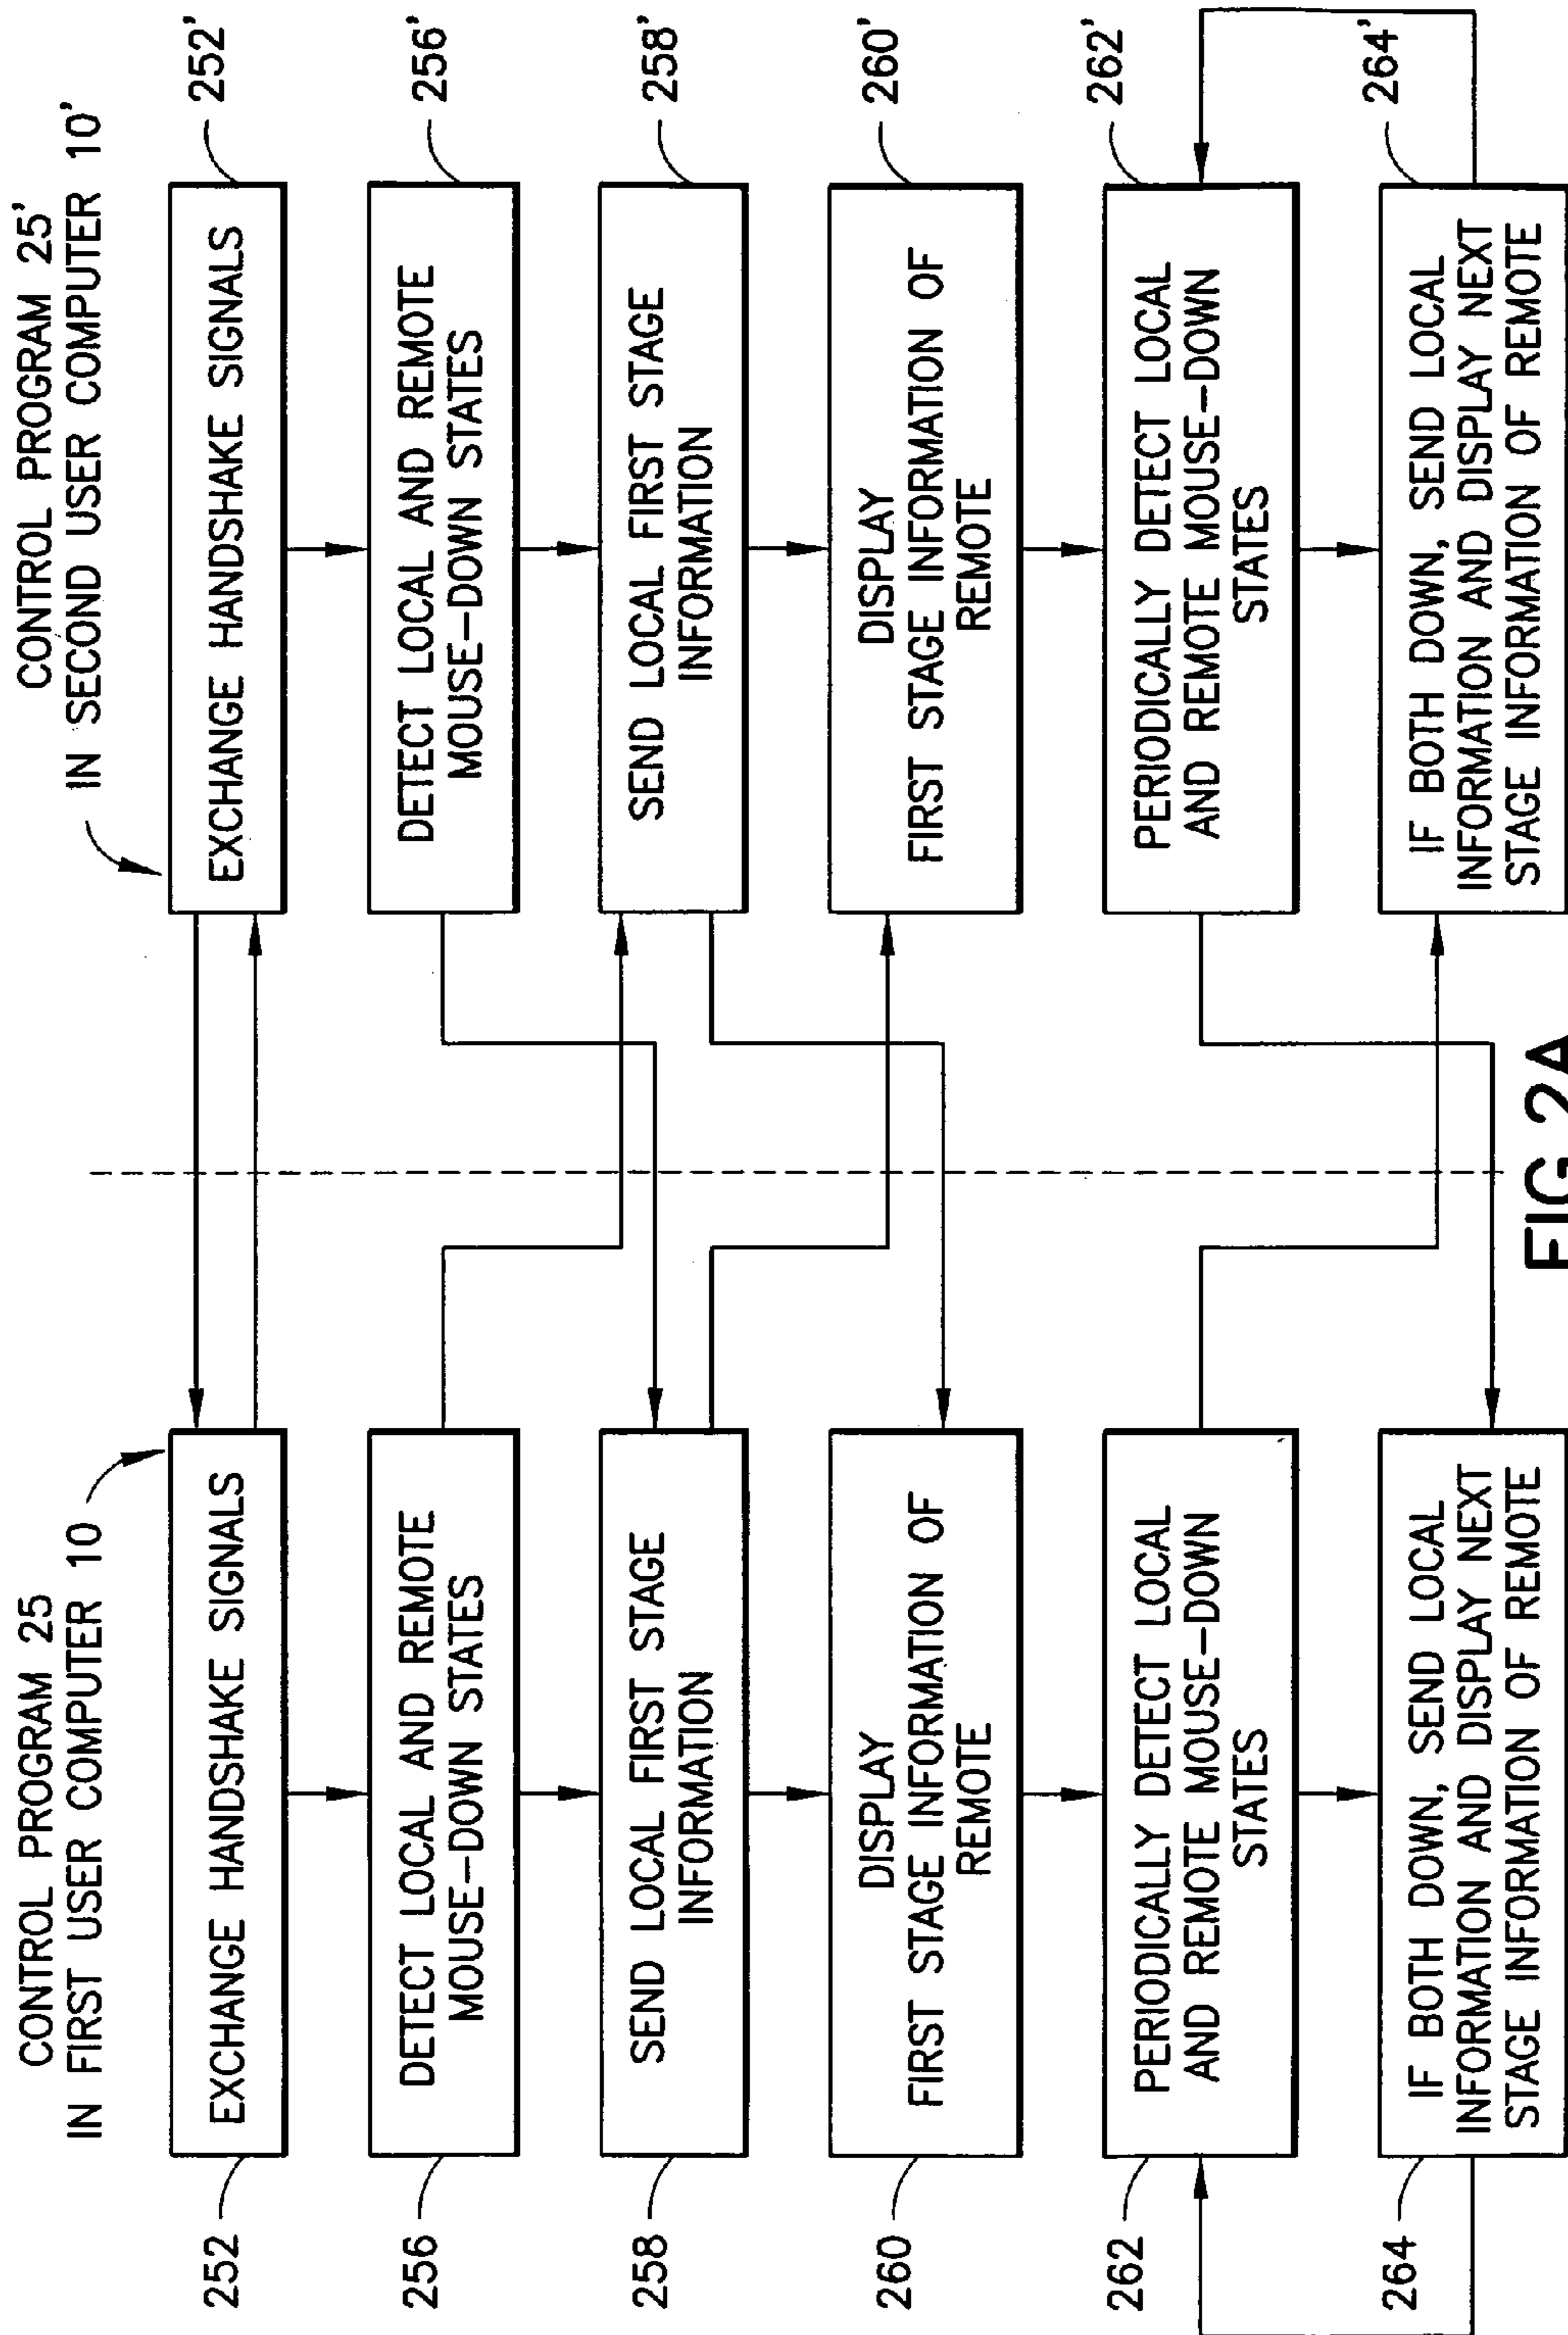 CONTROL PROGRAM 25
IN FIRST USER COMPUTER 10
252
EXCHANGE HANDSHAKE SIGNALS
256
DETECT LOCAL AND REMOTE
MOUSE-DOWN STATES
258
SEND LOCAL FIRST STAGE
INFORMATION
260
DISPLAY
FIRST STAGE INFORMATION OF
REMOTE
262
PERIODICALLY DETECT LOCAL
AND REMOTE MOUSE-DOWN
STATES
264
IF BOTH DOWN, SEND LOCAL
INFORMATION AND DISPLAY NEXT
STAGE INFORMATION OF REMOTE
CONTROL PROGRAM 25'
IN SECOND USER COMPUTER 10'
EXCHANGE HANDSHAKE SIGNALS
252'
DETECT LOCAL AND REMOTE
MOUSE-DOWN STATES
256'
SEND LOCAL FIRST STAGE
INFORMATION
258'
DISPLAY
FIRST STAGE INFORMATION OF
REMOTE
260'
PERIODICALLY DETECT LOCAL
AND REMOTE MOUSE-DOWN
STATES
262'
IF BOTH DOWN, SEND LOCAL
INFORMATION AND DISPLAY NEXT
STAGE INFORMATION OF REMOTE
264'
FIG.2A